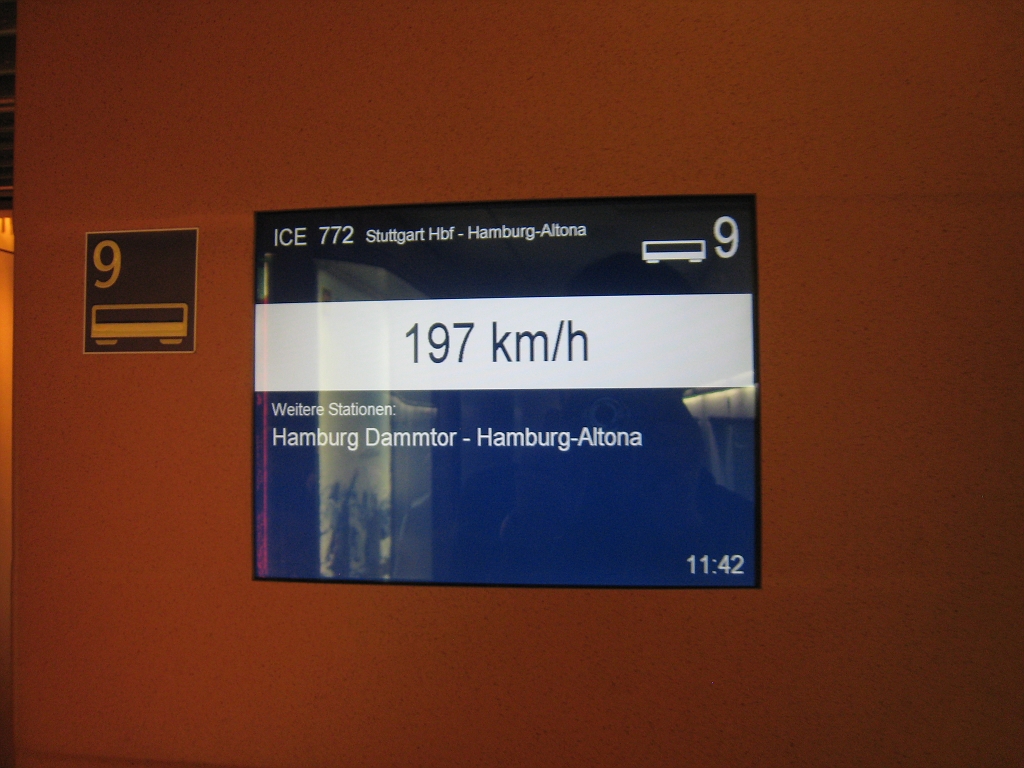 9
ICE 772 Stuttgart Hbf - Hamburg-Altona
9
197 km/h
Weitere Stationen:
Hamburg Dammtor - Hamburg-Altona
11:42